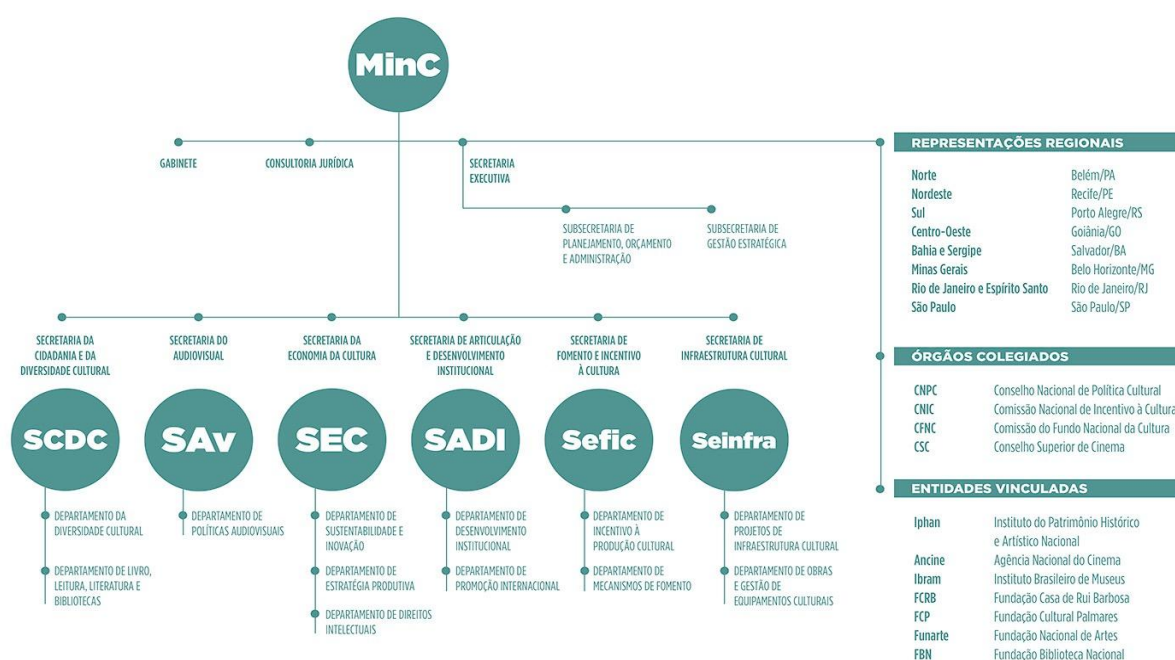 MinC
GABINETE
CONSULTORIA JURÍDICA
SECRETARIA
EXECUTIVA
SUBSECRETARIA DE
PLANEJAMENTO, ORÇAMENTO
E ADMINISTRAÇÃO
SUBSECRETARIA DE
GESTÃO ESTRATÉGICA
SECRETARIA DA
CIDADANIA E DA
DIVERSIDADE CULTURAL
SECRETARIA DO
AUDIOVISUAL
SECRETARIA DA
ECONOMIA DA CULTURA
SECRETARIA DE ARTICULAÇÃO
E DESENVOLVIMENTO
INSTITUCIONAL
SECRETARIA DE
FOMENTO E INCENTIVO
À CULTURA
SECRETARIA DE
INFRAESTRUTURA CULTURAL
SCDC
SAv
SEC
SADI
Sefic
Seinfra
DEPARTAMENTO DA
DIVERSIDADE CULTURAL
DEPARTAMENTO DE LIVRO,
LEITURA, LITERATURA E
BIBLIOTECAS
DEPARTAMENTO DE
POLÍTICAS AUDIOVISUAIS
DEPARTAMENTO DE
SUSTENTABILIDADE E
INOVAÇÃO
DEPARTAMENTO DE
ESTRATÉGIA PRODUTIVA
DEPARTAMENTO DE DIREITOS
INTELECTUAIS
DEPARTAMENTO DE
DESENVOLVIMENTO
INSTITUCIONAL
DEPARTAMENTO DE
PROMOÇÃO INTERNACIONAL
DEPARTAMENTO DE
INCENTIVO À
PRODUÇÃO CULTURAL
DEPARTAMENTO DE
MECANISMOS DE FOMENTO
DEPARTAMENTO DE
PROJETOS DE
INFRAESTRUTURA CULTURAL
DEPARTAMENTO DE OBRAS
E GESTÃO DE
EQUIPAMENTOS CULTURAIS
REPRESENTAÇÕES REGIONAIS
Norte Belém/PA
Nordeste Recife/PE
Sul Porto Alegre/RS
Centro-Oeste Goiânia/GO
Bahia e Sergipe Salvador/BA
Minas Gerais Belo Horizonte/MG
Rio de Janeiro e Espírito Santo Rio de Janeiro/RJ
São Paulo São Paulo/SP
ÓRGÃOS COLEGIADOS
CNPC Conselho Nacional de Política Cultural
CNIC Comissão Nacional de Incentivo à Cultura
CFNC Comissão do Fundo Nacional da Cultura
CSC Conselho Superior de Cinema
ENTIDADES VINCULADAS
Iphan Instituto do Patrimônio Histórico
e Artístico Nacional
Ancine Agência Nacional do Cinema
Ibram Instituto Brasileiro de Museus
FCRB Fundação Casa de Rui Barbosa
FCP Fundação Cultural Palmares
Funarte Fundação Nacional de Artes
FBN Fundação Biblioteca Nacional